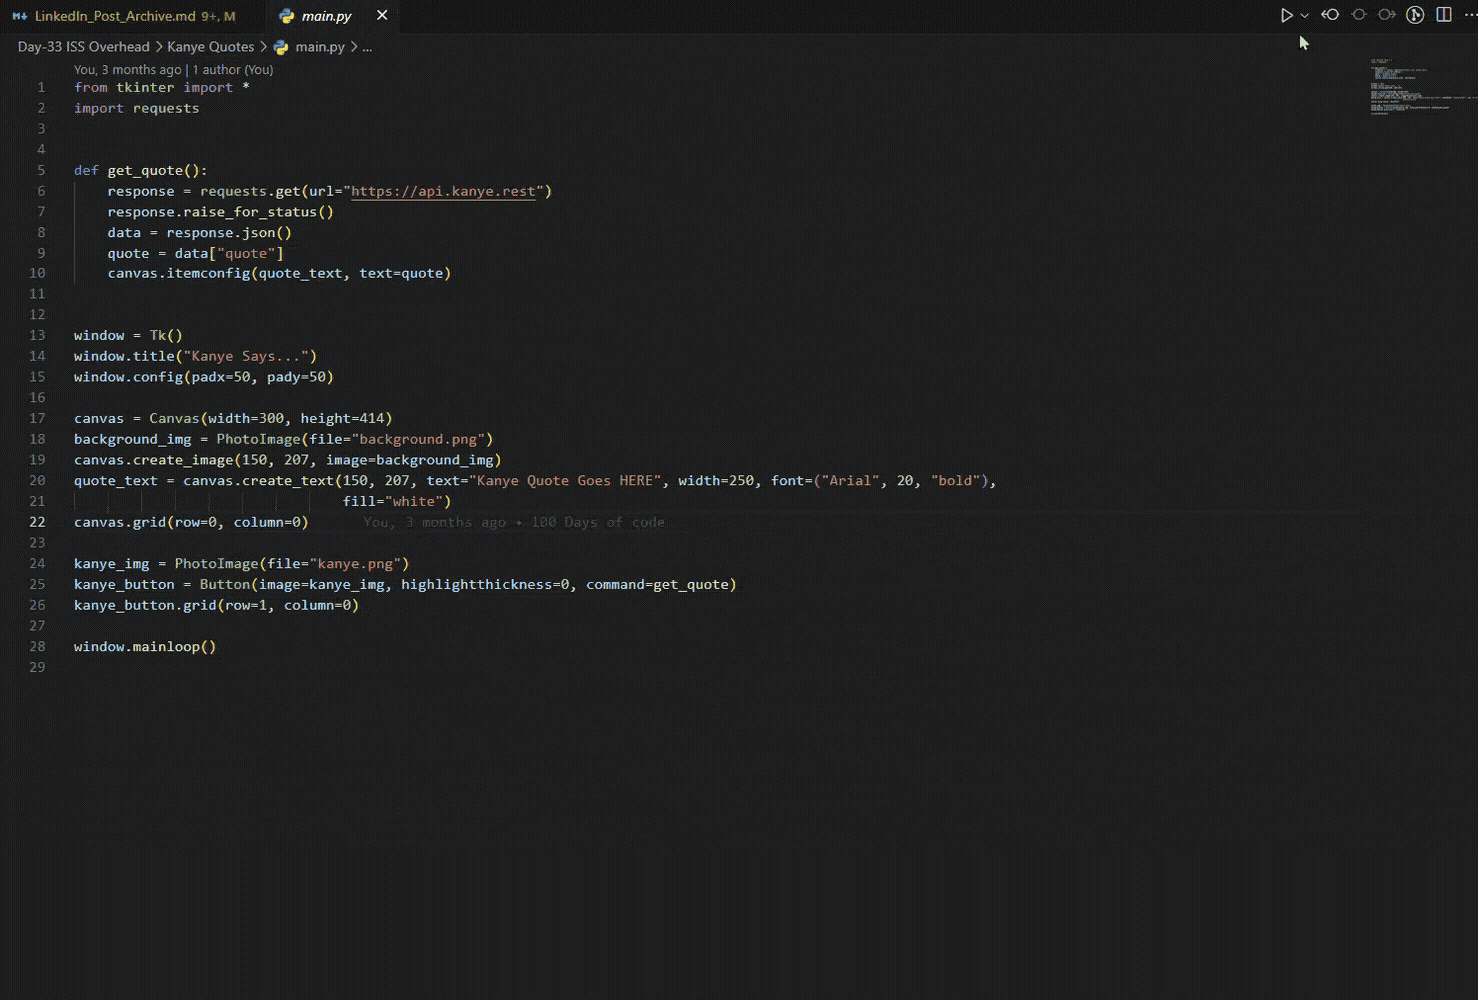 LinkedIn_Post_Archive.md 9+, M main.py
Day-33 ISS Overhead > Kanye Quotes > main.py > ...
You, 3 months ago | 1 author (You)
1 from tkinter import *
2 import requests
3
4
5 def get_quote():
6 response = requests.get(url="https://api.kanye.rest")
7 response.raise_for_status()
8 data = response.json()
9 quote = data["quote"]
10 canvas.itemconfig(quote_text, text=quote)
11
12
13 window = Tk()
14 window.title("Kanye Says...")
15 window.config(padx=50, pady=50)
16
17 canvas = Canvas(width=300, height=414)
18 background_img = PhotoImage(file="background.png")
19 canvas.create_image(150, 207, image=background_img)
20 quote_text = canvas.create_text(150, 207, text="Kanye Quote Goes HERE", width=250, font=("Arial", 20, "bold"),
21 fill="white")
22 canvas.grid(row=0, column=0) You, 3 months ago • 100 Days of code
23
24 kanye_img = PhotoImage(file="kanye.png")
25 kanye_button = Button(image=kanye_img, highlightthickness=0, command=get_quote)
26 kanye_button.grid(row=1, column=0)
27
28 window.mainloop()
29